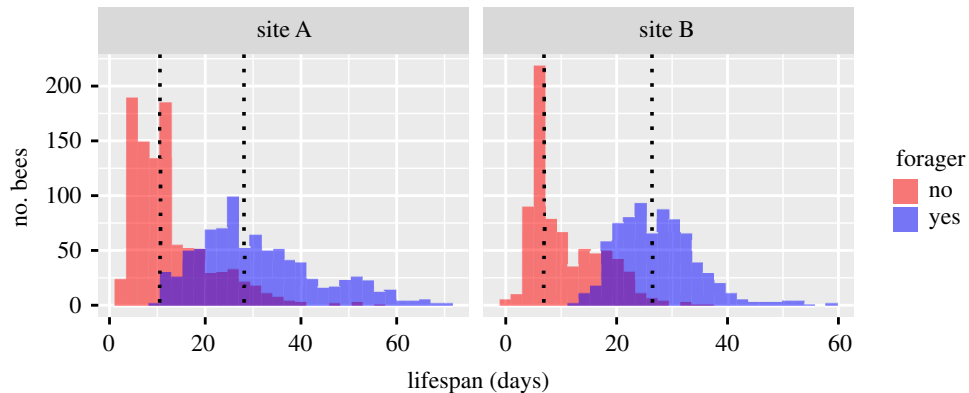 site A
site B
200
150
100
50
0
no. bees
0 20 40 60
0 20 40 60
lifespan (days)
forager
no
yes